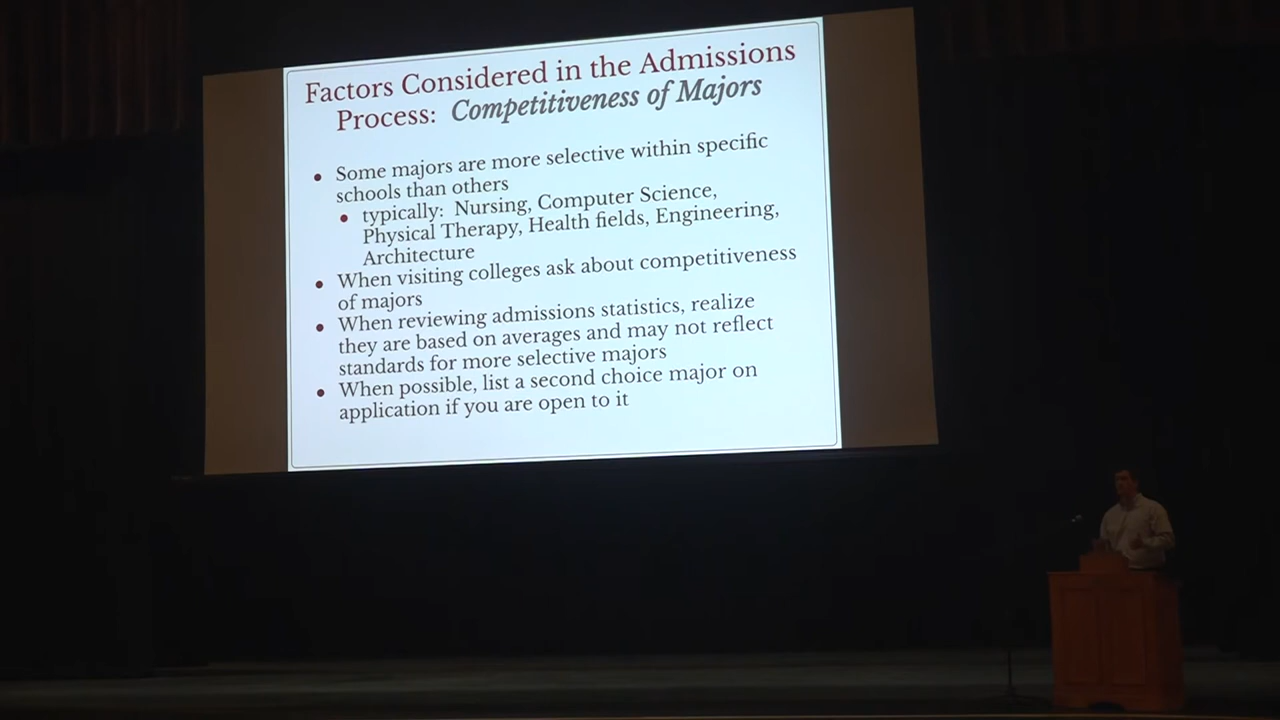 Factors Considered in the Admissions
Process: Competitiveness of Majors
• Some majors are more selective within specific
schools than others
• typically: Nursing, Computer Science,
Physical Therapy, Health fields, Engineering,
Architecture
• When visiting colleges ask about competitiveness
of majors
• When reviewing admissions statistics, realize
they are based on averages and may not reflect
standards for more selective majors
• When possible, list a second choice major on
application if you are open to it